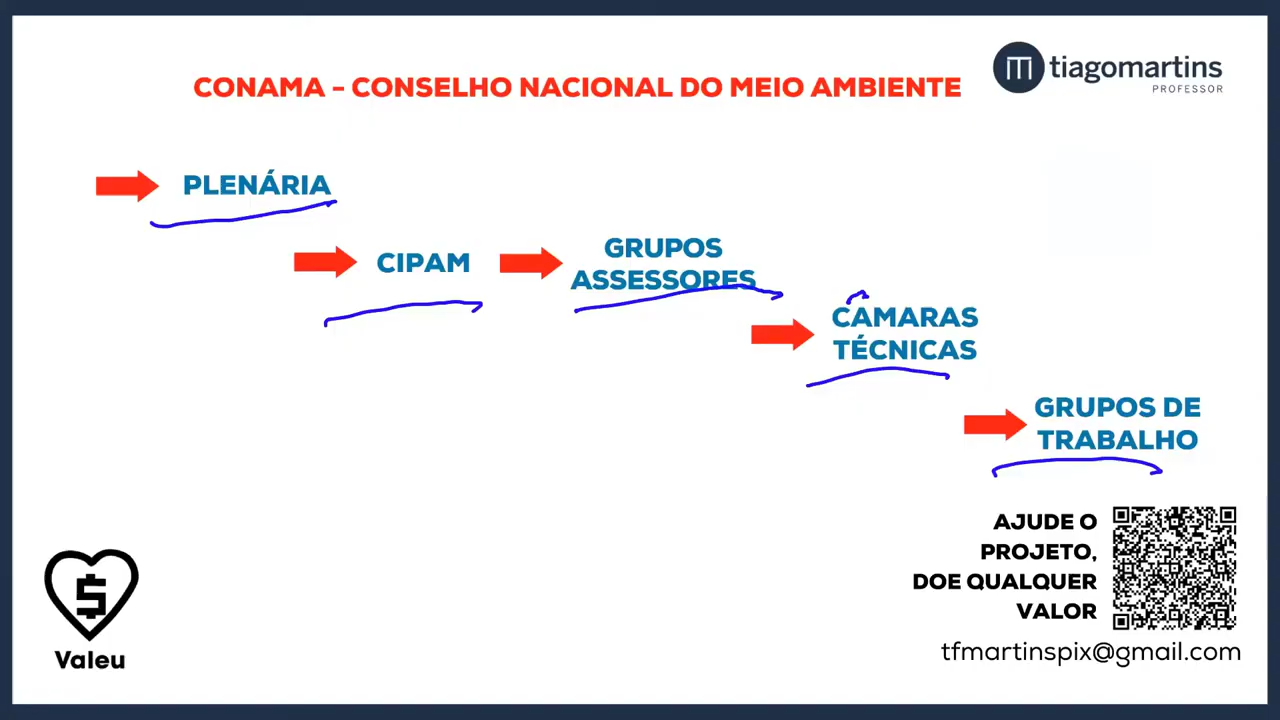 CONAMA - CONSELHO NACIONAL DO MEIO AMBIENTE
tiagomartins
PROFESSOR
PLENÁRIA
CIPAM
GRUPOS
ASSESSORES
CAMARAS
TÉCNICAS
GRUPOS DE
TRABALHO
AJUDE O
PROJETO,
DOE QUALQUER
VALOR
tfmartinspix@gmail.com
$
Valeu